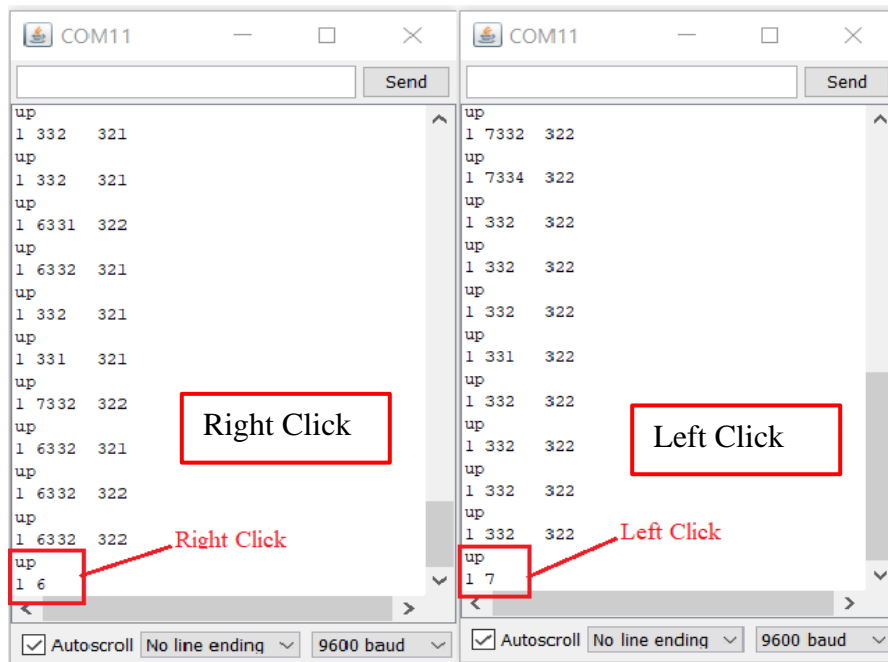 COM11
Send
up
1 332 321
up
1 332 321
up
1 6331 322
up
1 6332 321
up
1 332 321
up
1 331 321
up
1 7332 322
up
1 6332 321
up
1 6332 322
up
1 6332 322
up
1 6
Right Click
Right Click
Autoscroll No line ending 9600 baud
COM11
Send
up
1 7332 322
up
1 7334 322
up
1 332 322
up
1 332 322
up
1 332 322
up
1 331 322
up
1 332 322
up
1 332 322
up
1 332 322
up
1 332 322
up
1 7
Left Click
Left Click
Autoscroll No line ending 9600 baud